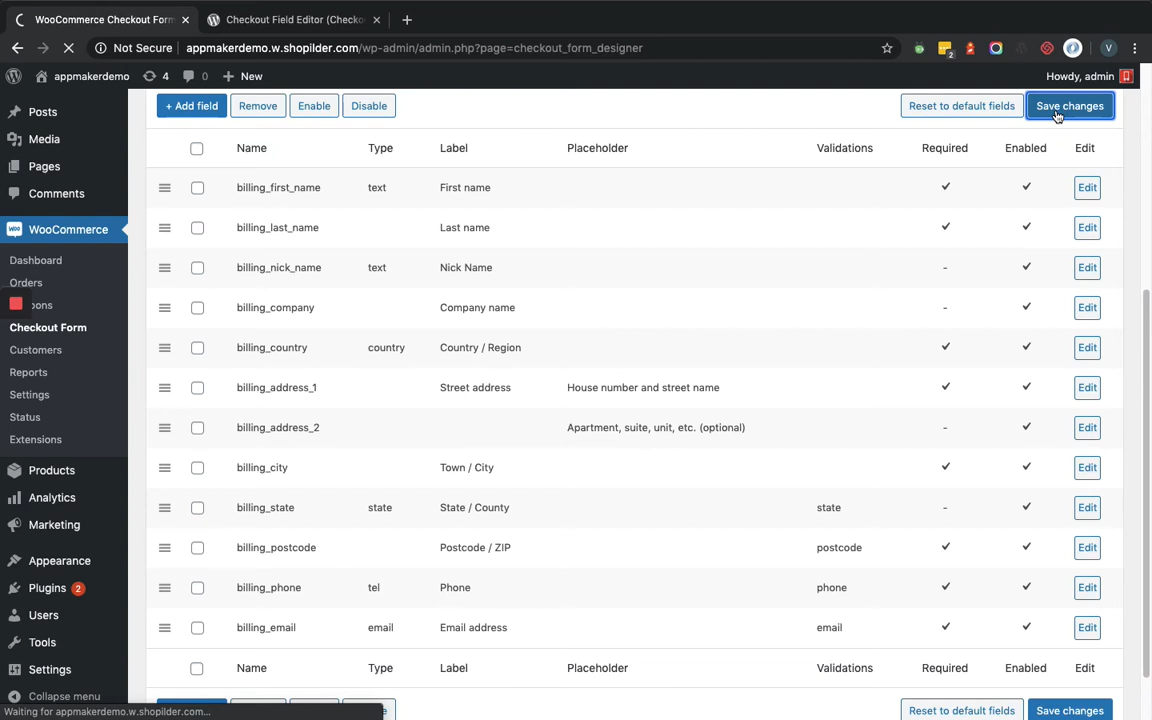 WooCommerce Checkout Form
Checkout Field Editor (Checko
Not Secure appmakerdemo.w.shopilder.com/wp-admin/admin.php?page=checkout_form_designer
2 V
appmakerdemo 4 0 New Howdy, admin
Posts
Media
Pages
Comments
WooCommerce
Dashboard
Orders
pons
Checkout Form
Customers
Reports
Settings
Status
Extensions
Products
Analytics
Marketing
Appearance
Plugins 2
Users
Tools
Settings
Collapse menu
+ Add field Remove Enable Disable Reset to default fields Save changes
Name Type Label Placeholder Validations Required Enabled Edit
billing_first_name text First name Edit
billing_last_name text Last name Edit
billing_nick_name text Nick Name - Edit
billing_company Company name - Edit
billing_country country Country / Region Edit
billing_address_1 Street address House number and street name Edit
billing_address_2 Apartment, suite, unit, etc. (optional) - Edit
billing_city Town / City Edit
billing_state state State / County state - Edit
billing_postcode Postcode / ZIP postcode Edit
billing_phone tel Phone phone Edit
billing_email email Email address email Edit
Name Type Label Placeholder Validations Required Enabled Edit
Reset to default fields Save changes
Waiting for appmakerdemo.w.shopilder.com...